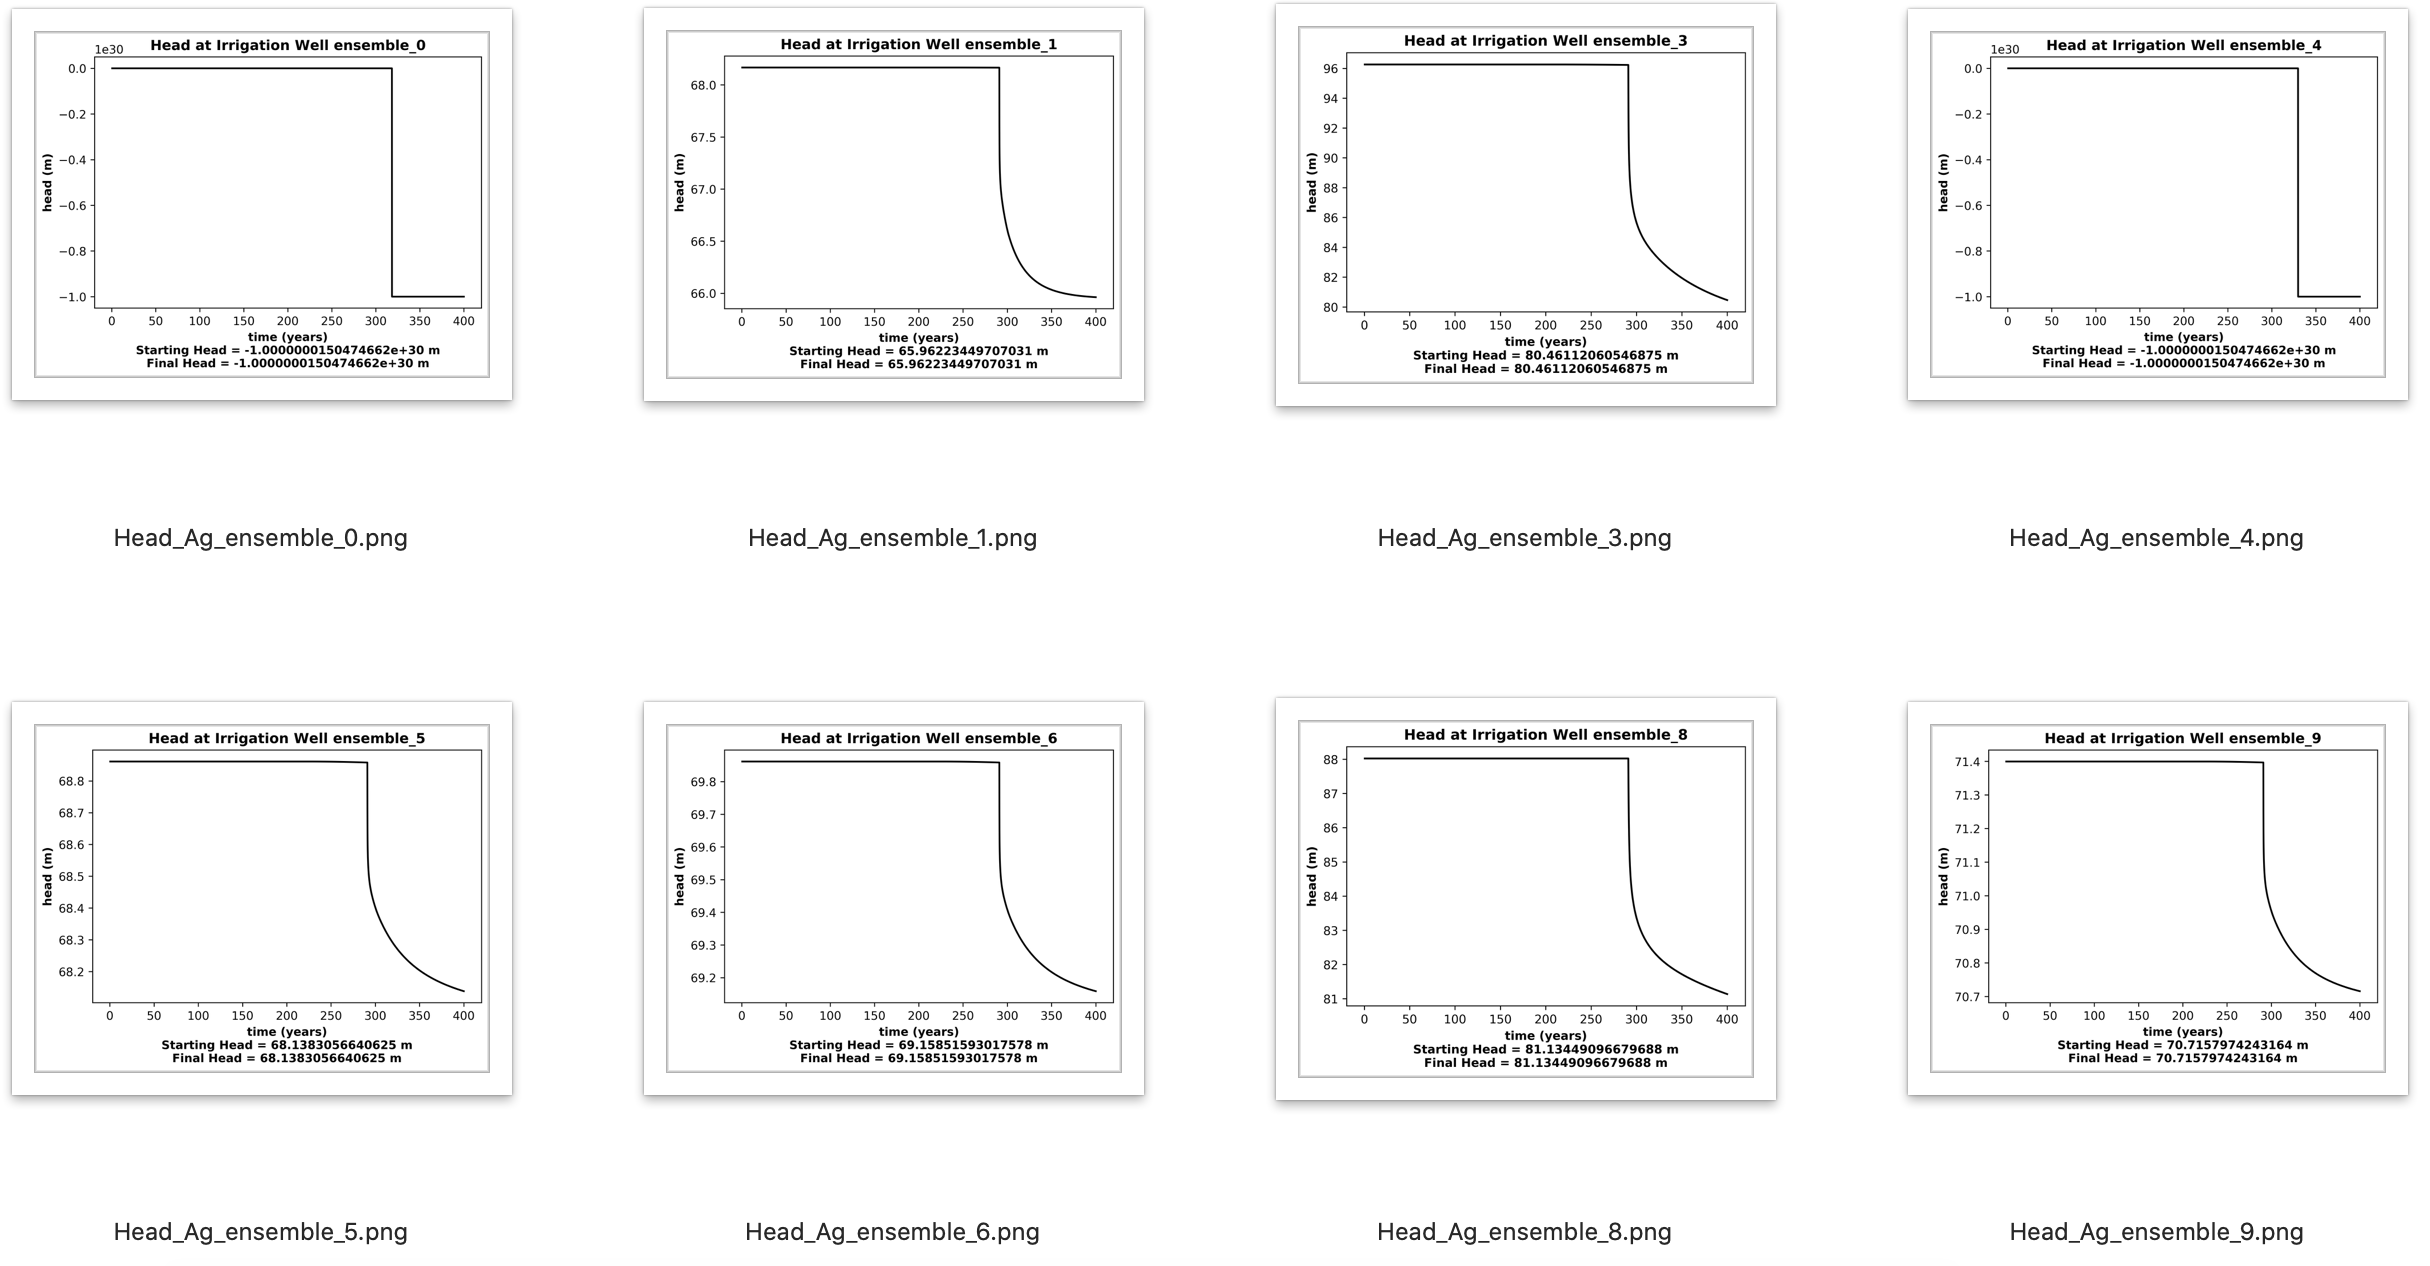 Head at Irrigation Well ensemble_0
1e30
0.0
−0.2
−0.4
−0.6
−0.8
−1.0
head (m)
0 50 100 150 200 250 300 350 400
time (years)
Starting Head = -1.0000000150474662e+30 m
Final Head = -1.0000000150474662e+30 m
Head_Ag_ensemble_0.png
Head at Irrigation Well ensemble_1
68.0
67.5
67.0
66.5
66.0
head (m)
0 50 100 150 200 250 300 350 400
time (years)
Starting Head = 65.96223449707031 m
Final Head = 65.96223449707031 m
Head_Ag_ensemble_1.png
Head at Irrigation Well ensemble_3
96
94
92
90
88
86
84
82
80
head (m)
0 50 100 150 200 250 300 350 400
time (years)
Starting Head = 80.46112060546875 m
Final Head = 80.46112060546875 m
Head_Ag_ensemble_3.png
Head at Irrigation Well ensemble_4
1e30
0.0
−0.2
−0.4
−0.6
−0.8
−1.0
head (m)
0 50 100 150 200 250 300 350 400
time (years)
Starting Head = -1.0000000150474662e+30 m
Final Head = -1.0000000150474662e+30 m
Head_Ag_ensemble_4.png
Head at Irrigation Well ensemble_5
68.8
68.7
68.6
68.5
68.4
68.3
68.2
head (m)
0 50 100 150 200 250 300 350 400
time (years)
Starting Head = 68.1383056640625 m
Final Head = 68.1383056640625 m
Head_Ag_ensemble_5.png
Head at Irrigation Well ensemble_6
69.8
69.7
69.6
69.5
69.4
69.3
69.2
head (m)
0 50 100 150 200 250 300 350 400
time (years)
Starting Head = 69.15851593017578 m
Final Head = 69.15851593017578 m
Head_Ag_ensemble_6.png
Head at Irrigation Well ensemble_8
88
87
86
85
84
83
82
81
head (m)
0 50 100 150 200 250 300 350 400
time (years)
Starting Head = 81.13449096679688 m
Final Head = 81.13449096679688 m
Head_Ag_ensemble_8.png
Head at Irrigation Well ensemble_9
71.4
71.3
71.2
71.1
71.0
70.9
70.8
70.7
head (m)
0 50 100 150 200 250 300 350 400
time (years)
Starting Head = 70.7157974243164 m
Final Head = 70.7157974243164 m
Head_Ag_ensemble_9.png